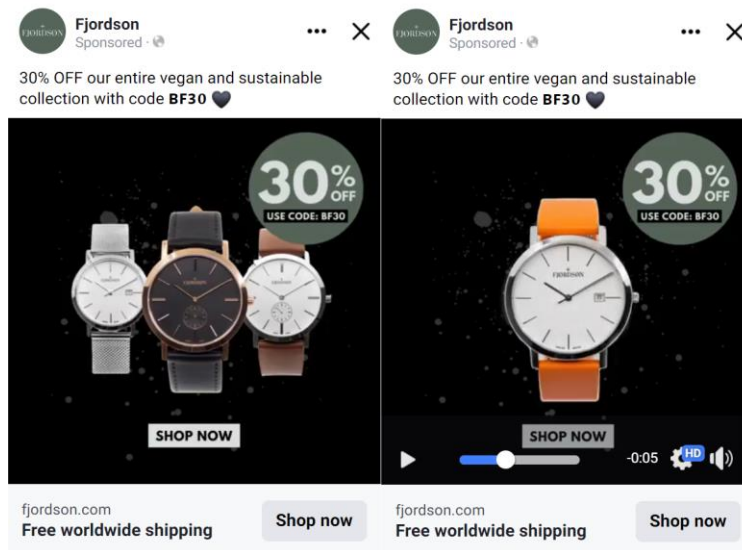 FJORDSON
Fjordson
Sponsored ·
30% OFF our entire vegan and sustainable
collection with code BF30 🖤
30%
OFF
USE CODE: BF30
FJORDSON
SHOP NOW
fjordson.com
Free worldwide shipping
Shop now
FJORDSON
Fjordson
Sponsored ·
30% OFF our entire vegan and sustainable
collection with code BF30 🖤
30%
OFF
USE CODE: BF30
FJORDSON
SHOP NOW
-0:05
HD
fjordson.com
Free worldwide shipping
Shop now